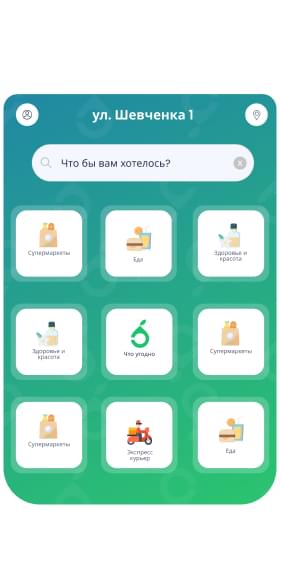 ул. Шевченка 1
Что бы вам хотелось?
X
Супермаркеты
Еда
Здоровье и
красота
Здоровье и
красота
Что угодно
Супермаркеты
Супермаркеты
Экспресс
курьер
Еда